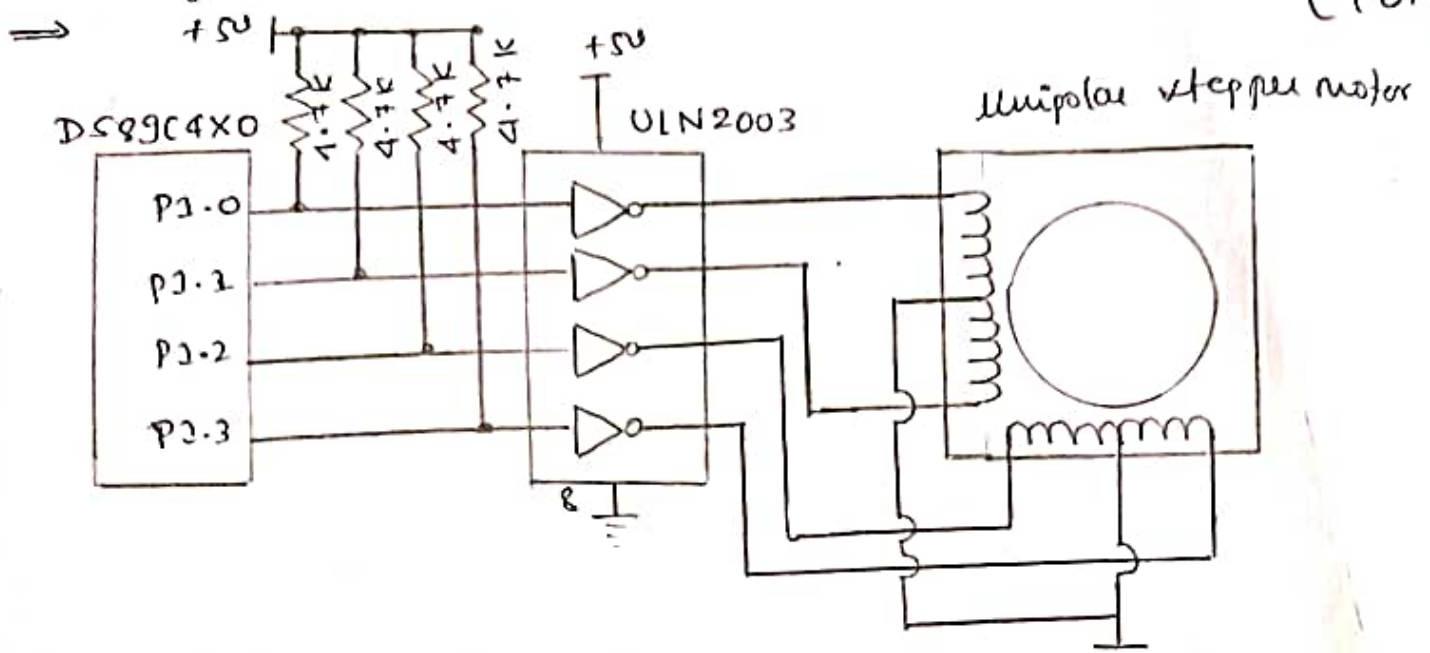 ⇒ +5V
+5V
4.7K 4.7K 4.7K 4.7K
DS89C4X0
ULN2003
Unipolar stepper motor
P1.0
P1.1
P1.2
P1.3
8